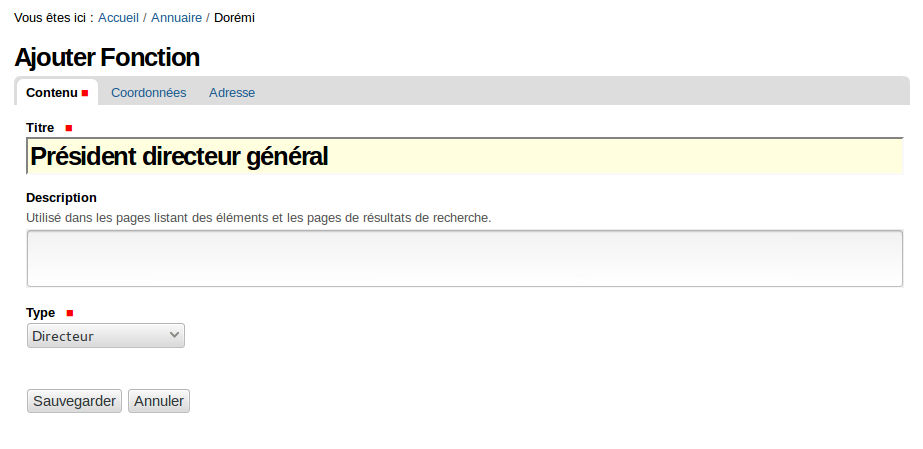 Vous êtes ici : Accueil / Annuaire / Dorémi
Ajouter Fonction
Contenu Coordonnées Adresse
Titre
Président directeur général
Description
Utilisé dans les pages listant des éléments et les pages de résultats de recherche.
Type
Directeur
Sauvegarder Annuler